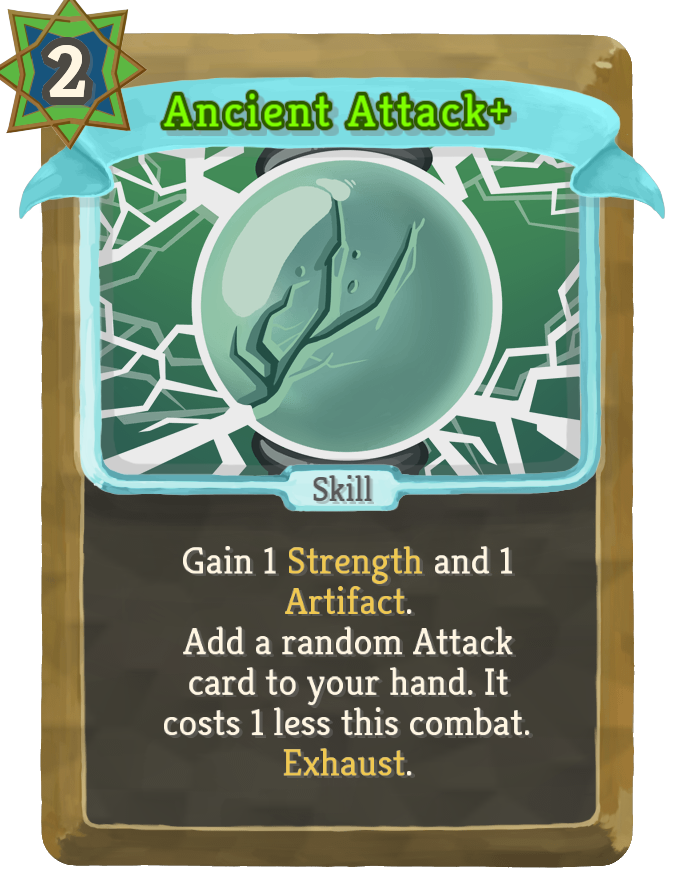 2
Ancient Attack+
Skill
Gain 1 Strength and 1
Artifact.
Add a random Attack
card to your hand. It
costs 1 less this combat.
Exhaust.